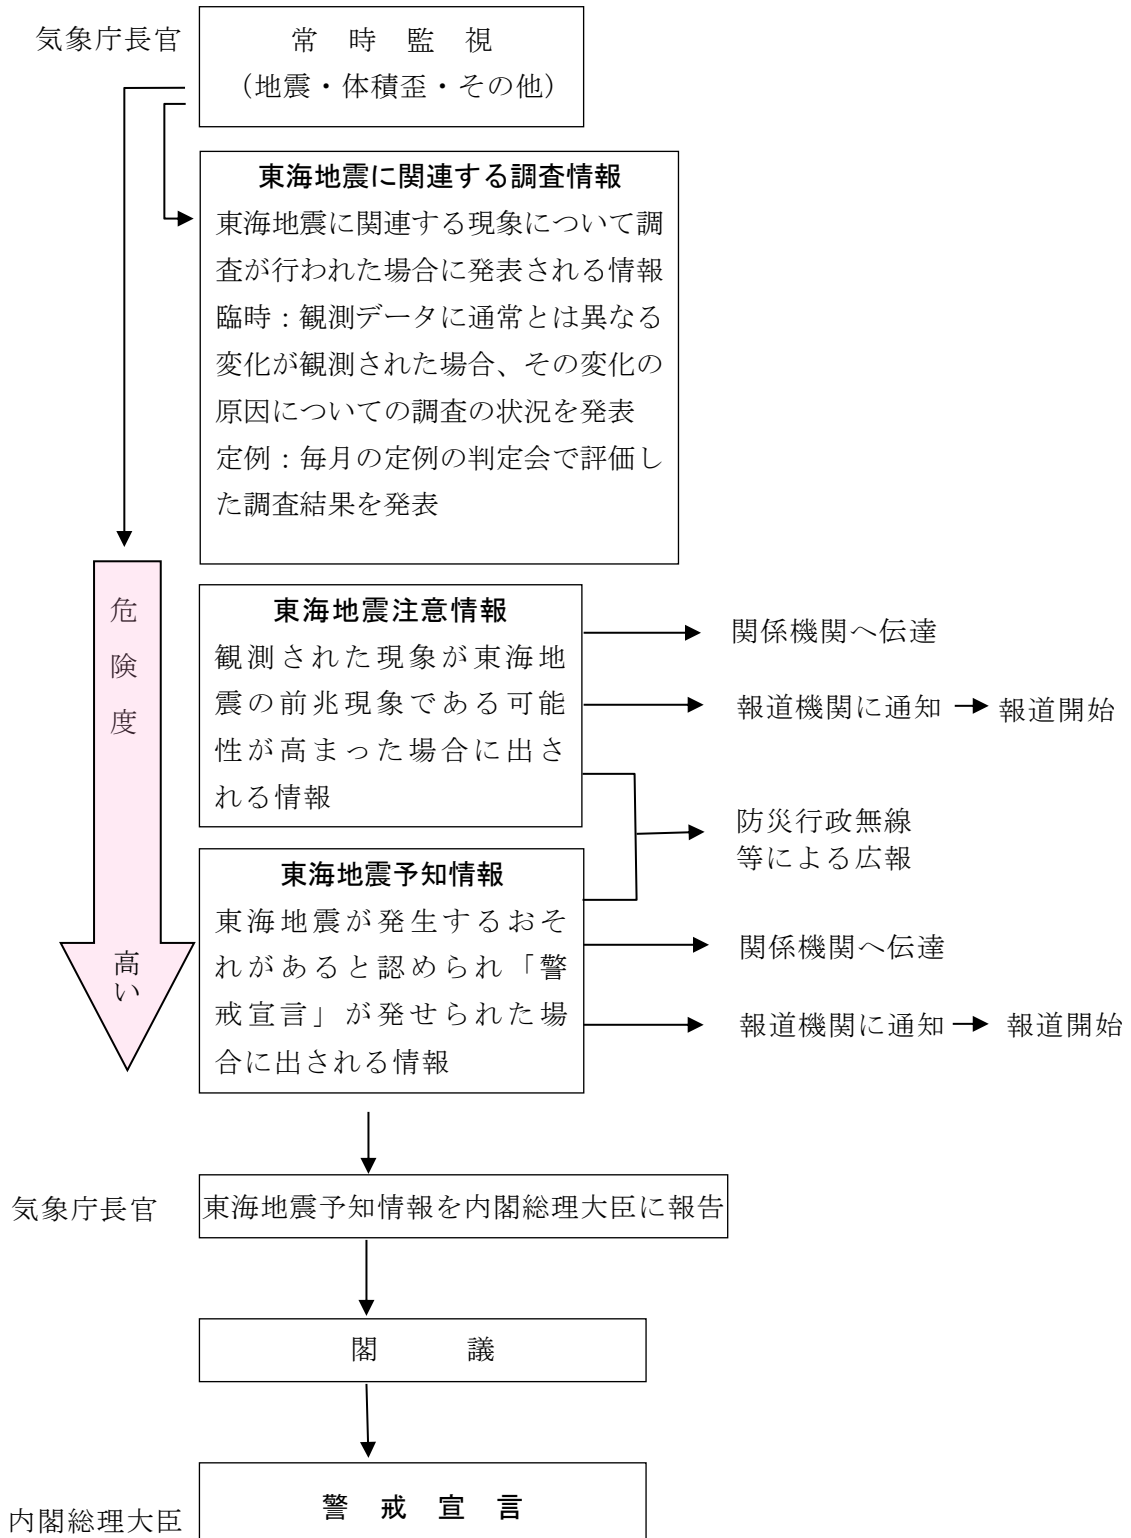 気象庁長官
常　時　監　視
（地震・体積歪・その他）
東海地震に関連する調査情報
東海地震に関連する現象について調
査が行われた場合に発表される情報
臨時：観測データに通常とは異なる
変化が観測された場合、その変化の
原因についての調査の状況を発表
定例：毎月の定例の判定会で評価し
た調査結果を発表
危
険
度
高
い
東海地震注意情報
観測された現象が東海地
震の前兆現象である可能
性が高まった場合に出さ
れる情報
関係機関へ伝達
報道機関に通知
報道開始
防災行政無線
等による広報
東海地震予知情報
東海地震が発生するおそ
れがあると認められ「警
戒宣言」が発せられた場
合に出される情報
関係機関へ伝達
報道機関に通知
報道開始
気象庁長官
東海地震予知情報を内閣総理大臣に報告
閣　　議
内閣総理大臣
警　戒　宣　言